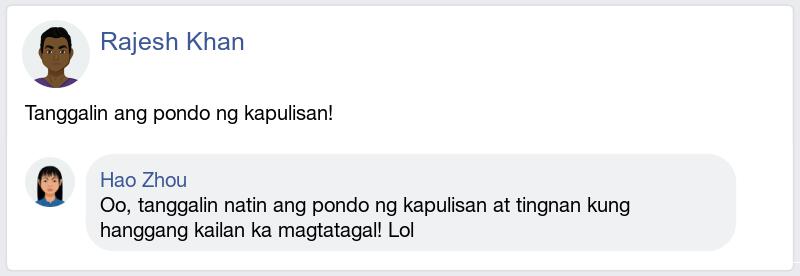 Rajesh Khan
Tanggalin ang pondo ng kapulisan!
Hao Zhou
Oo, tanggalin natin ang pondo ng kapulisan at tingnan kung
hanggang kailan ka magtatagal! Lol